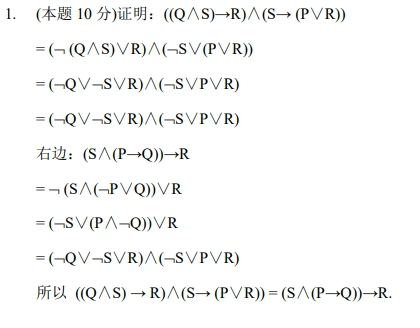 1. (本题 10 分)证明：((Q∧S)→R)∧(S→ (P∨R))
= (¬ (Q∧S)∨R)∧(¬S∨(P∨R))
= (¬Q∨¬S∨R)∧(¬S∨P∨R)
= (¬Q∨¬S∨R)∧(¬S∨P∨R)
右边：(S∧(P→Q))→R
= ¬ (S∧(¬P∨Q))∨R
= (¬S∨(P∧¬Q))∨R
= (¬Q∨¬S∨R)∧(¬S∨P∨R)
所以 ((Q∧S) → R)∧(S→ (P∨R)) = (S∧(P→Q))→R.